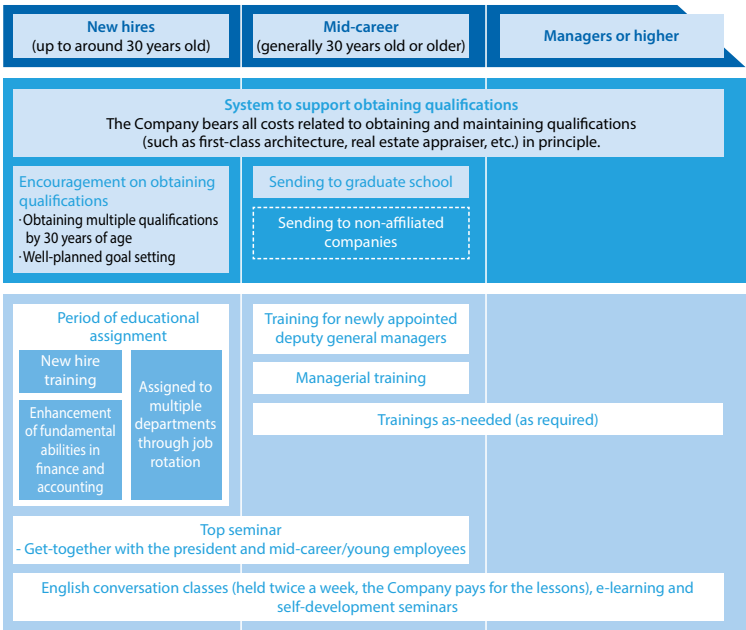 New hires
(up to around 30 years old)
Mid-career
(generally 30 years old or older)
Managers or higher
System to support obtaining qualifications
The Company bears all costs related to obtaining and maintaining qualifications
(such as first-class architecture, real estate appraiser, etc.) in principle.
Encouragement on obtaining
qualifications
·Obtaining multiple qualifications
by 30 years of age
·Well-planned goal setting
Sending to graduate school
Sending to non-affiliated
companies
Period of educational
assignment
New hire
training
Enhancement
of fundamental
abilities in
finance and
accounting
Assigned to
multiple
departments
through job
rotation
Training for newly appointed
deputy general managers
Managerial training
Trainings as-needed (as required)
Top seminar
- Get-together with the president and mid-career/young employees
English conversation classes (held twice a week, the Company pays for the lessons), e-learning and
self-development seminars